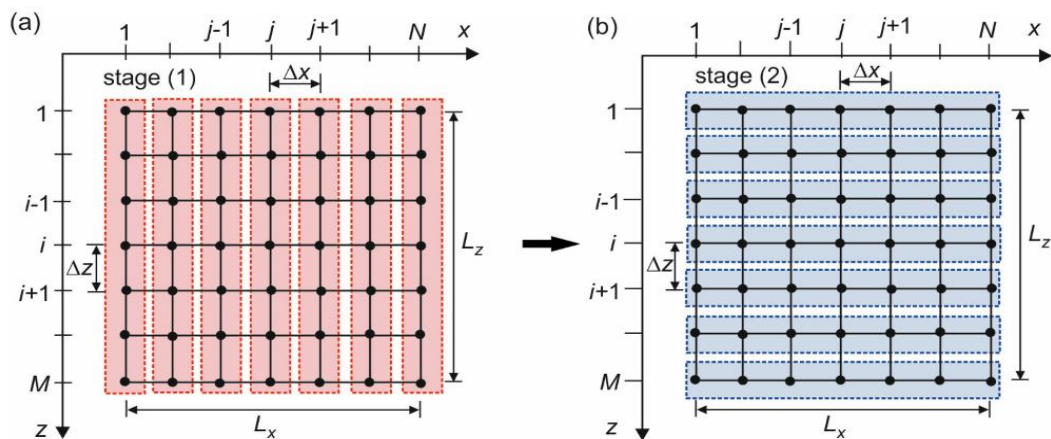 (a)
1 j-1 j j+1 N x
stage (1)
Δx
1
i-1
i
Δz
i+1
M
z
L_z
L_x
(b)
1 j-1 j j+1 N x
stage (2)
Δx
1
i-1
i
Δz
i+1
M
z
L_z
L_x